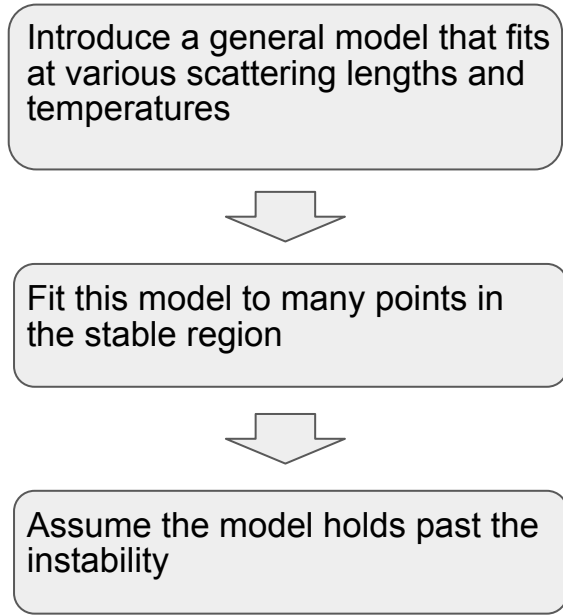 Introduce a general model that fits
at various scattering lengths and
temperatures
Fit this model to many points in
the stable region
Assume the model holds past the
instability